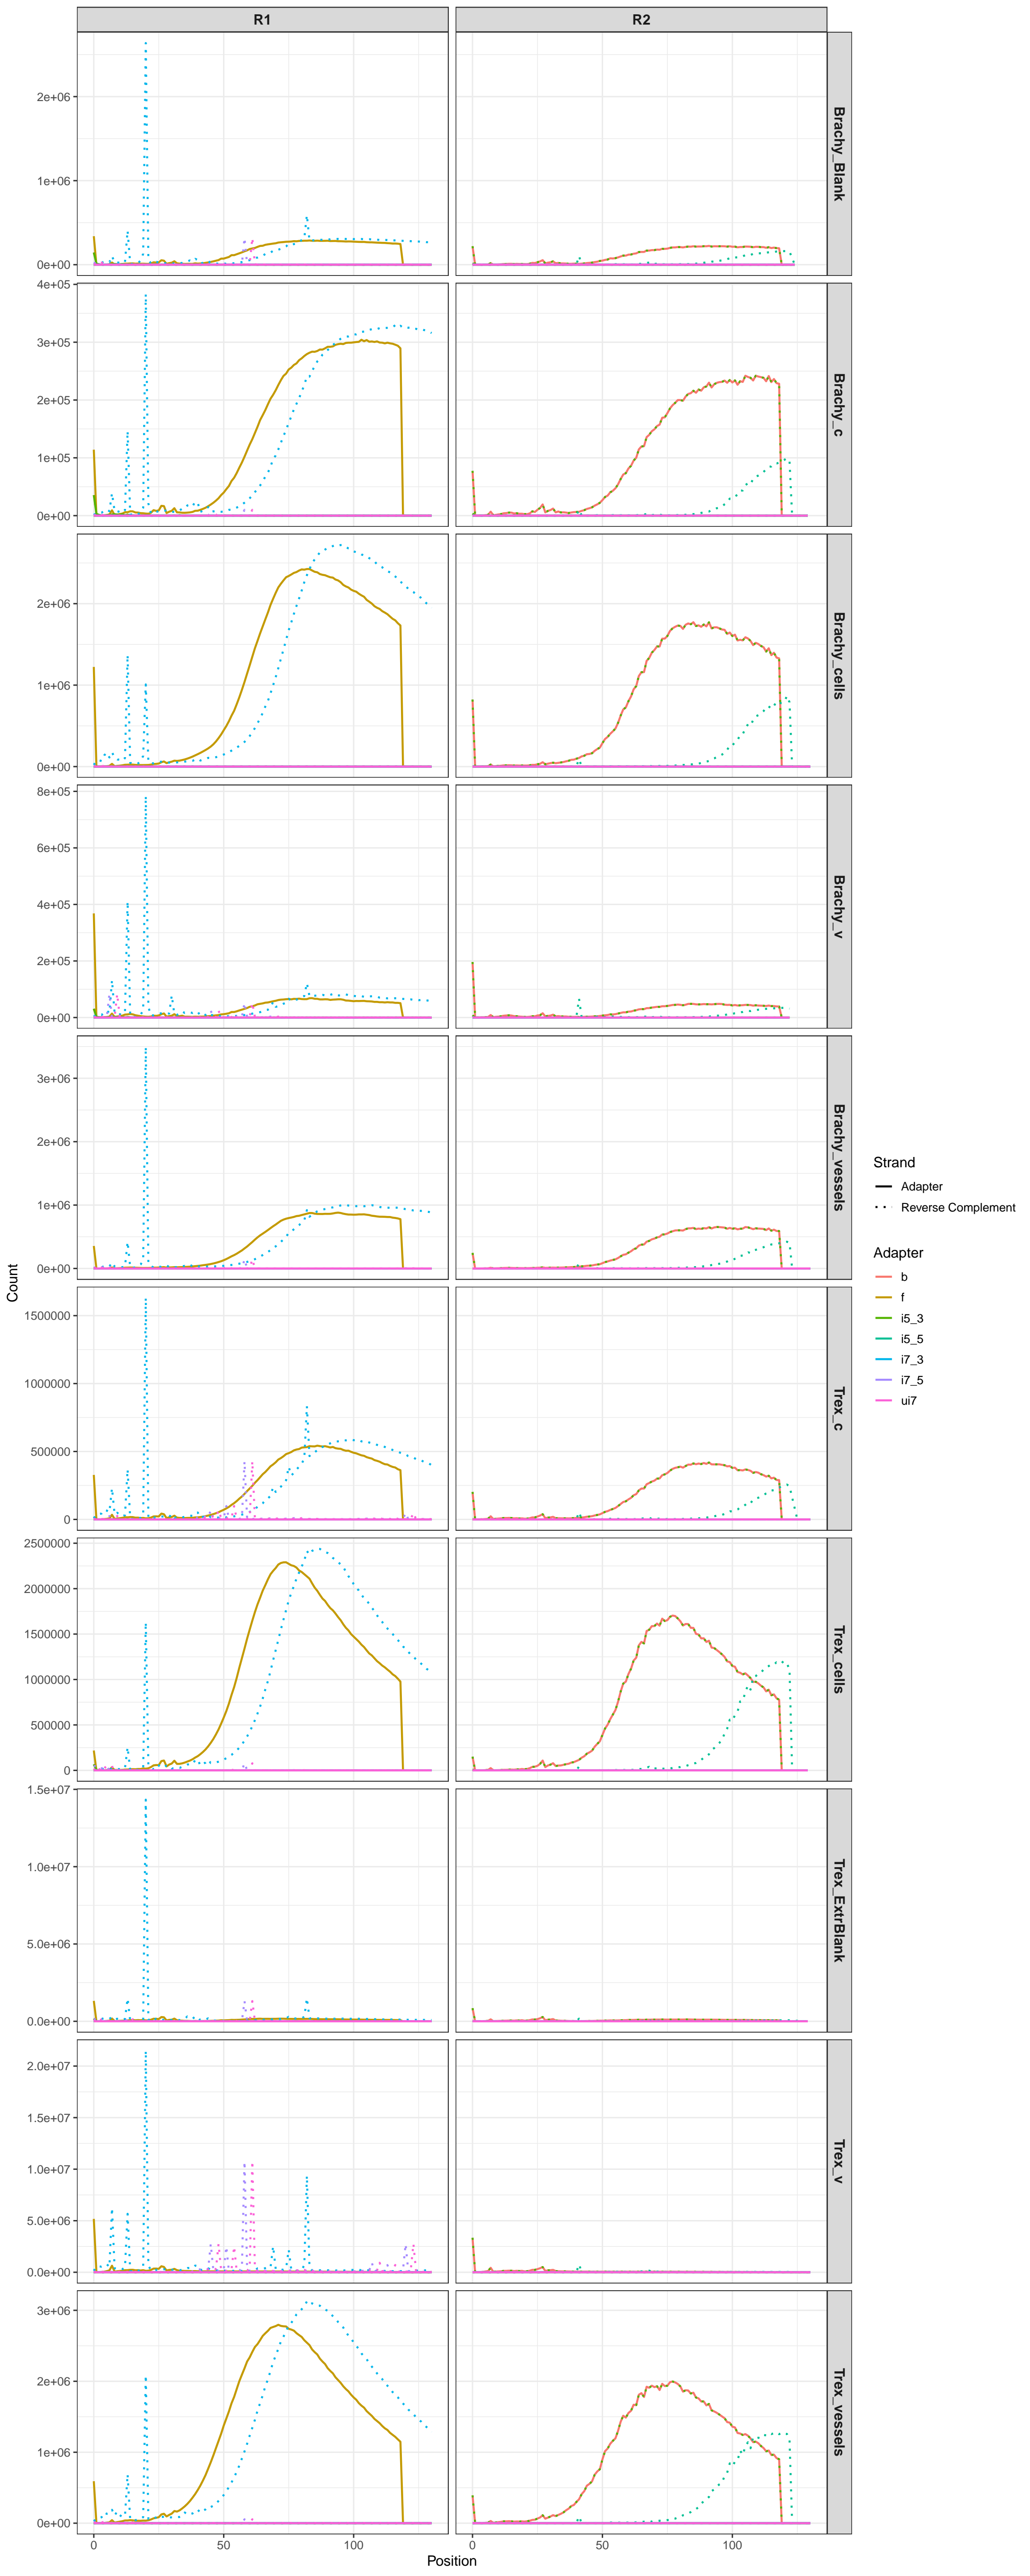 R1
R2
2e+06
1e+06
0e+00
Brachy_Blank
4e+05
3e+05
2e+05
1e+05
0e+00
Brachy_c
2e+06
1e+06
0e+00
Brachy_cells
8e+05
6e+05
4e+05
2e+05
0e+00
Brachy_v
3e+06
2e+06
1e+06
0e+00
Brachy_vessels
1500000
1000000
500000
0
Trex_c
2500000
2000000
1500000
1000000
500000
0
Trex_cells
1.5e+07
1.0e+07
5.0e+06
0.0e+00
Trex_ExtrBlank
2.0e+07
1.5e+07
1.0e+07
5.0e+06
0.0e+00
Trex_v
3e+06
2e+06
1e+06
0e+00
Trex_vessels
0
50
100
0
50
100
Position
Count
Strand
Adapter
Reverse Complement
Adapter
b
f
i5_3
i5_5
i7_3
i7_5
ui7